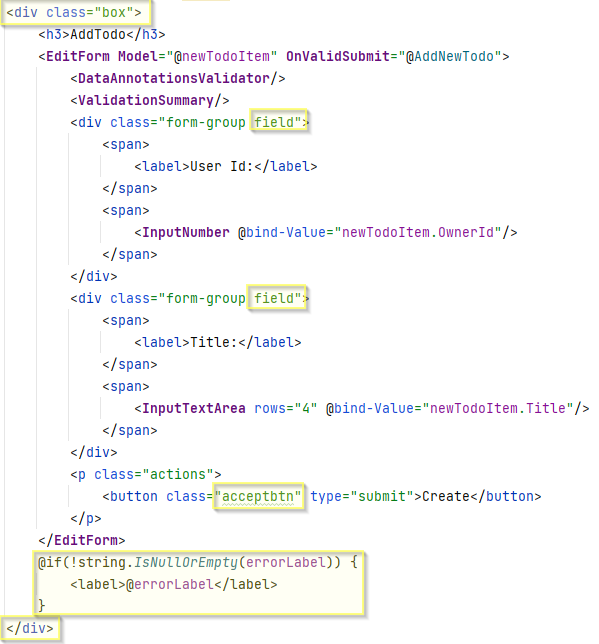 <div class="box">
    <h3>AddTodo</h3>
    <EditForm Model="@newTodoItem" OnValidSubmit="@AddNewTodo">
        <DataAnnotationsValidator/>
        <ValidationSummary/>
        <div class="form-group field">
            <span>
                <label>User Id:</label>
            </span>
            <span>
                <InputNumber @bind-Value="newTodoItem.OwnerId"/>
            </span>
        </div>
        <div class="form-group field">
            <span>
                <label>Title:</label>
            </span>
            <span>
                <InputTextArea rows="4" @bind-Value="newTodoItem.Title"/>
            </span>
        </div>
        <p class="actions">
            <button class="acceptbtn" type="submit">Create</button>
        </p>
    </EditForm>
    @if(!string.IsNullOrEmpty(errorLabel)) {
        <label>@errorLabel</label>
    }
</div>